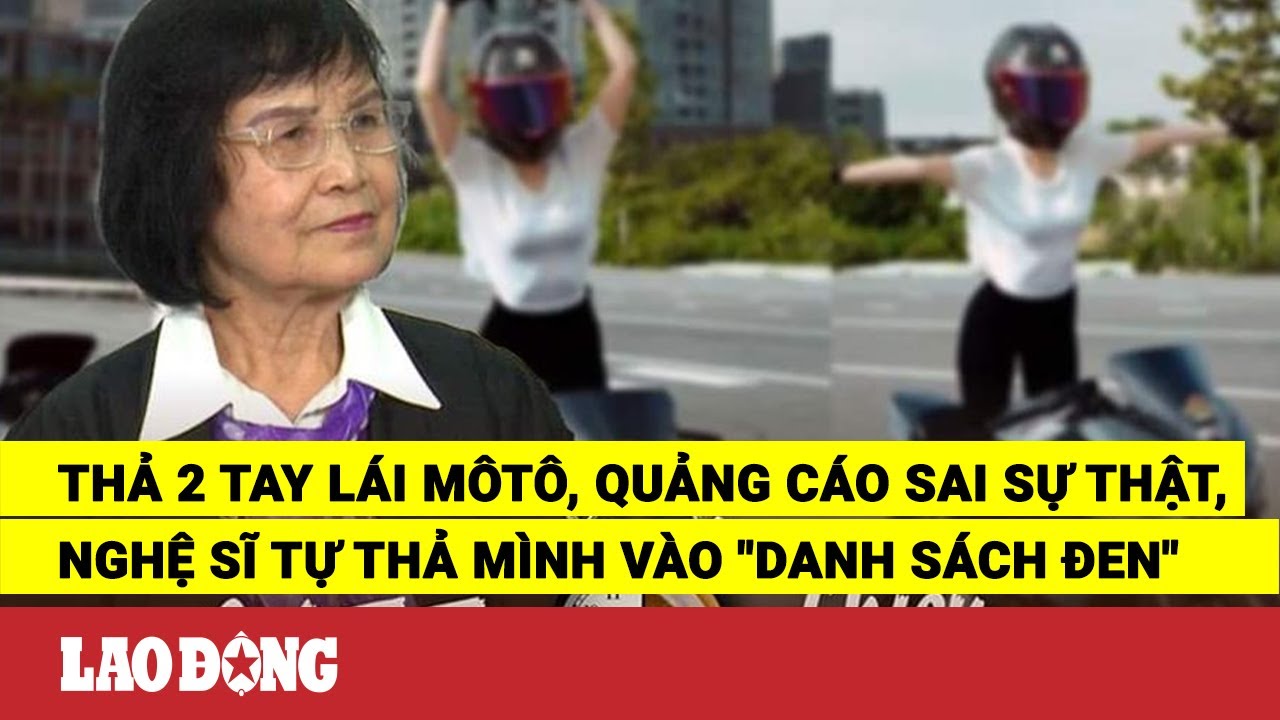 THẢ 2 TAY LÁI MÔTÔ, QUẢNG CÁO SAI SỰ THẬT,
NGHỆ SĨ TỰ THẢ MÌNH VÀO "DANH SÁCH ĐEN"
LAO ĐỘNG